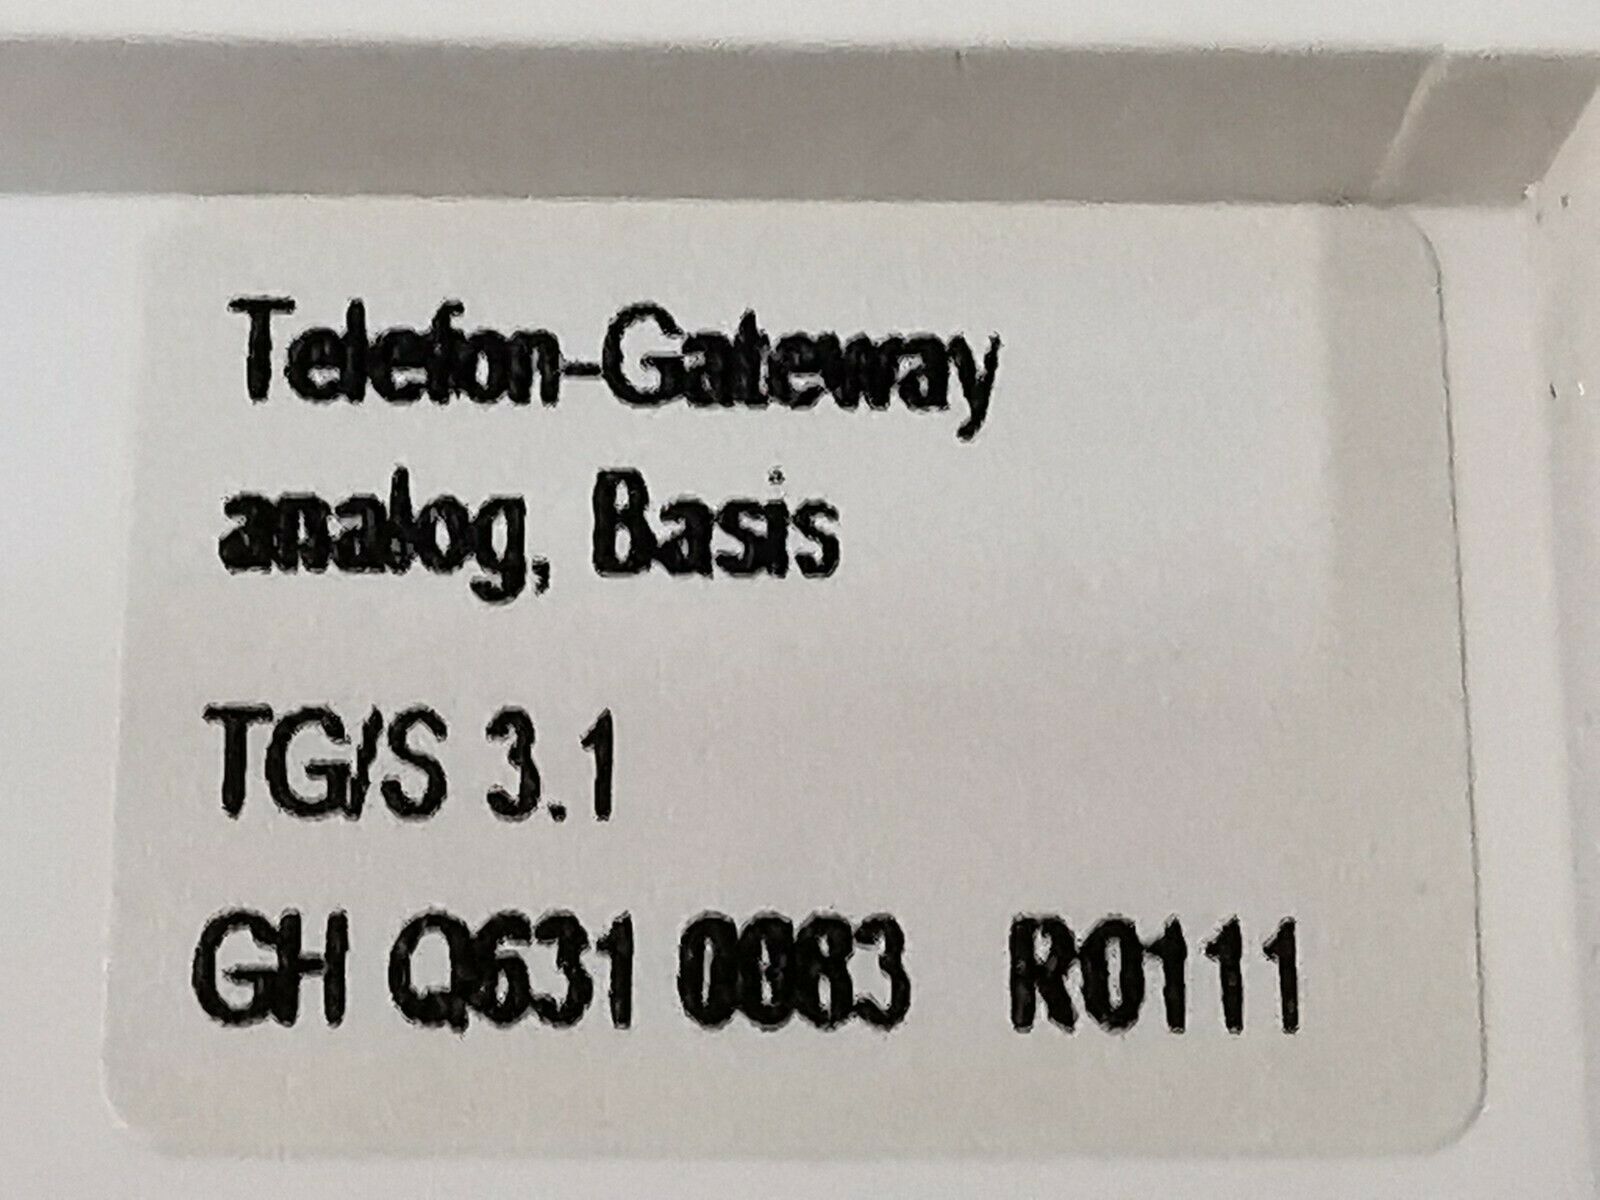 Telefon-Gateway
analog, Basis
TG/S 3.1
GH Q631 0083 R0111